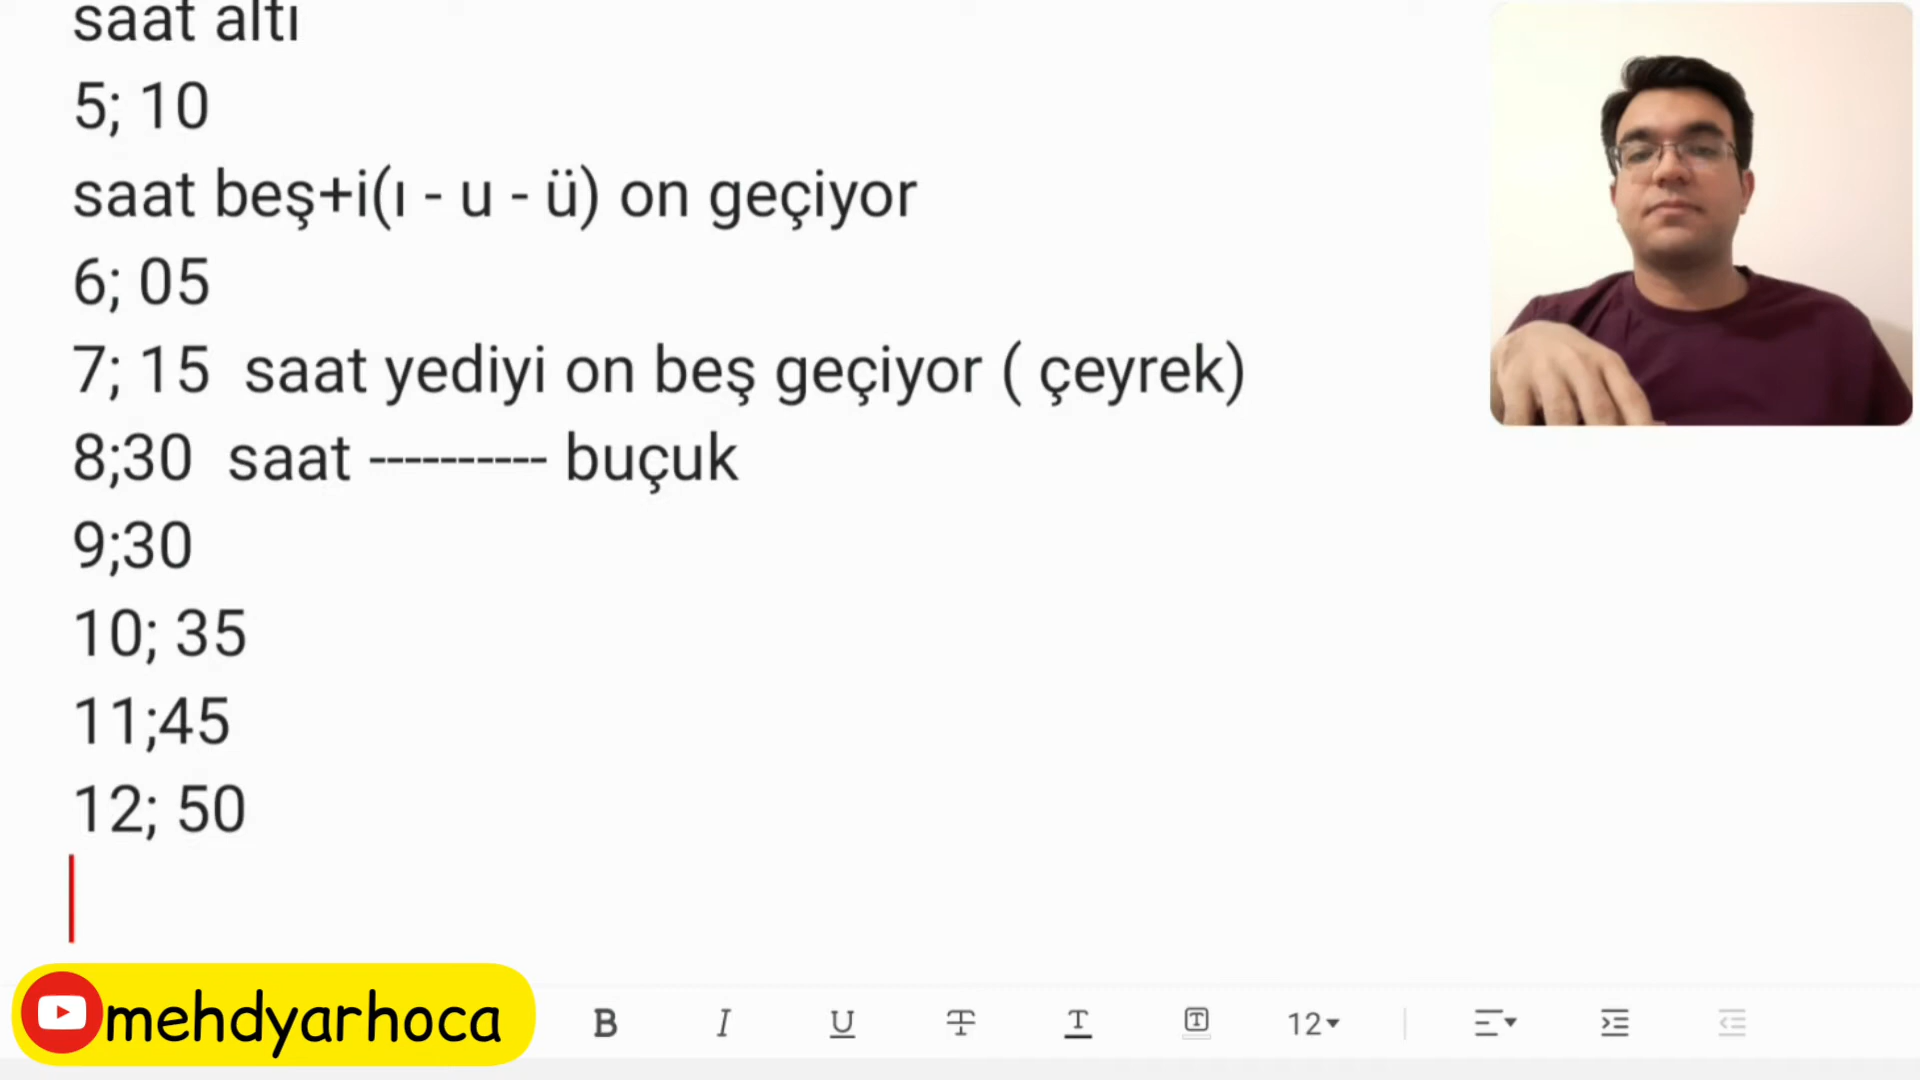 saat altı
5; 10
saat beş+i(ı - u - ü) on geçiyor
6; 05
7; 15  saat yediyi on beş geçiyor ( çeyrek)
8;30  saat ---------- buçuk
9;30
10; 35
11;45
12; 50
mehdyarhoca
B I U T T T 12